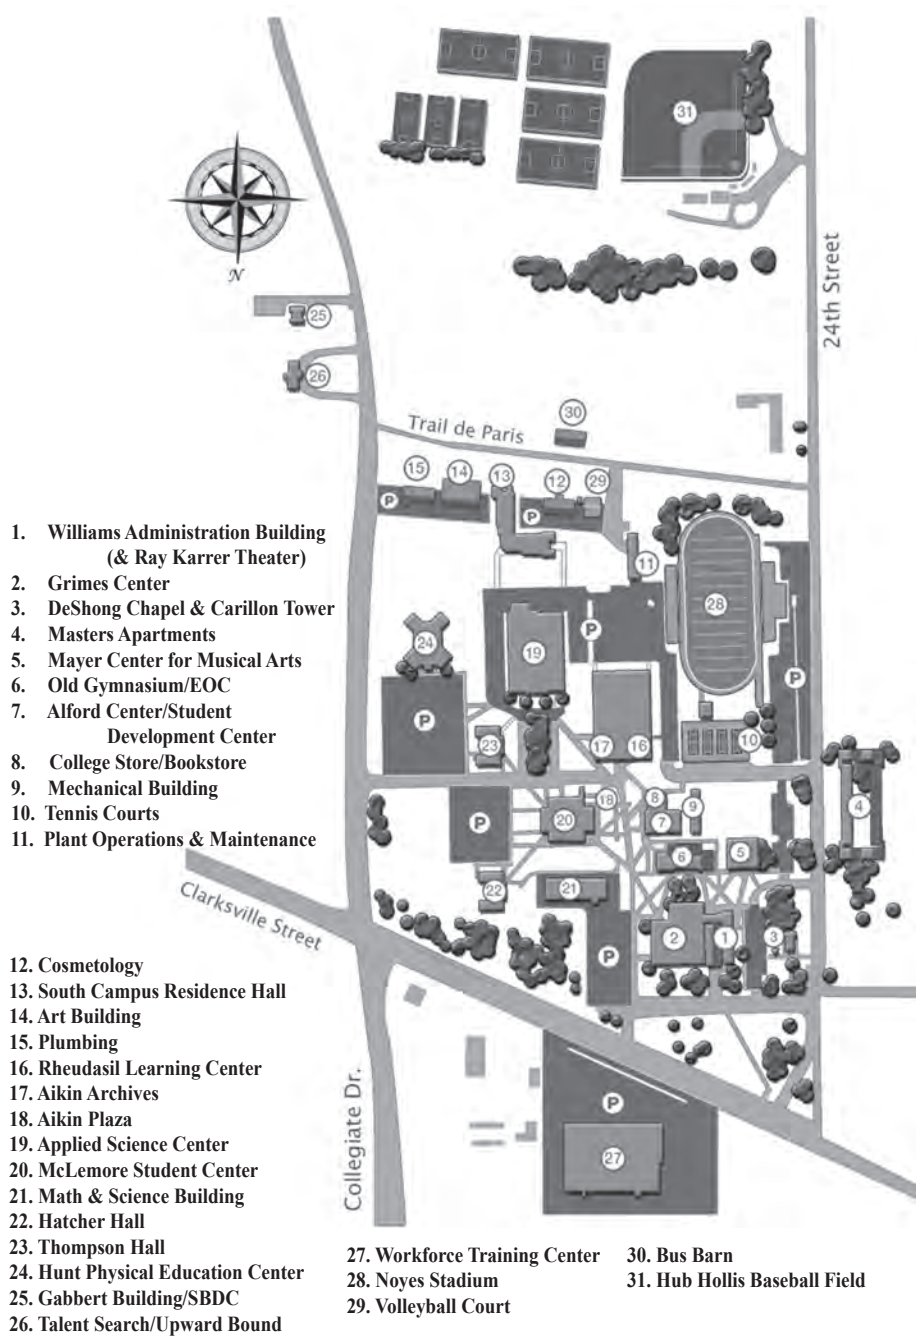 31
N
24th Street
25
26
30
Trail de Paris
15
14
13
12
29
P
P
11
28
24
19
P
P
P
23
17
16
10
18
8
9
4
20
7
P
6
5
22
21
2
1
3
P
Clarksville Street
Collegiate Dr.
P
27
1. Williams Administration Building
(& Ray Karrer Theater)
2. Grimes Center
3. DeShong Chapel & Carillon Tower
4. Masters Apartments
5. Mayer Center for Musical Arts
6. Old Gymnasium/EOC
7. Alford Center/Student
Development Center
8. College Store/Bookstore
9. Mechanical Building
10. Tennis Courts
11. Plant Operations & Maintenance
12. Cosmetology
13. South Campus Residence Hall
14. Art Building
15. Plumbing
16. Rheudasil Learning Center
17. Aikin Archives
18. Aikin Plaza
19. Applied Science Center
20. McLemore Student Center
21. Math & Science Building
22. Hatcher Hall
23. Thompson Hall
24. Hunt Physical Education Center
25. Gabbert Building/SBDC
26. Talent Search/Upward Bound
27. Workforce Training Center
28. Noyes Stadium
29. Volleyball Court
30. Bus Barn
31. Hub Hollis Baseball Field